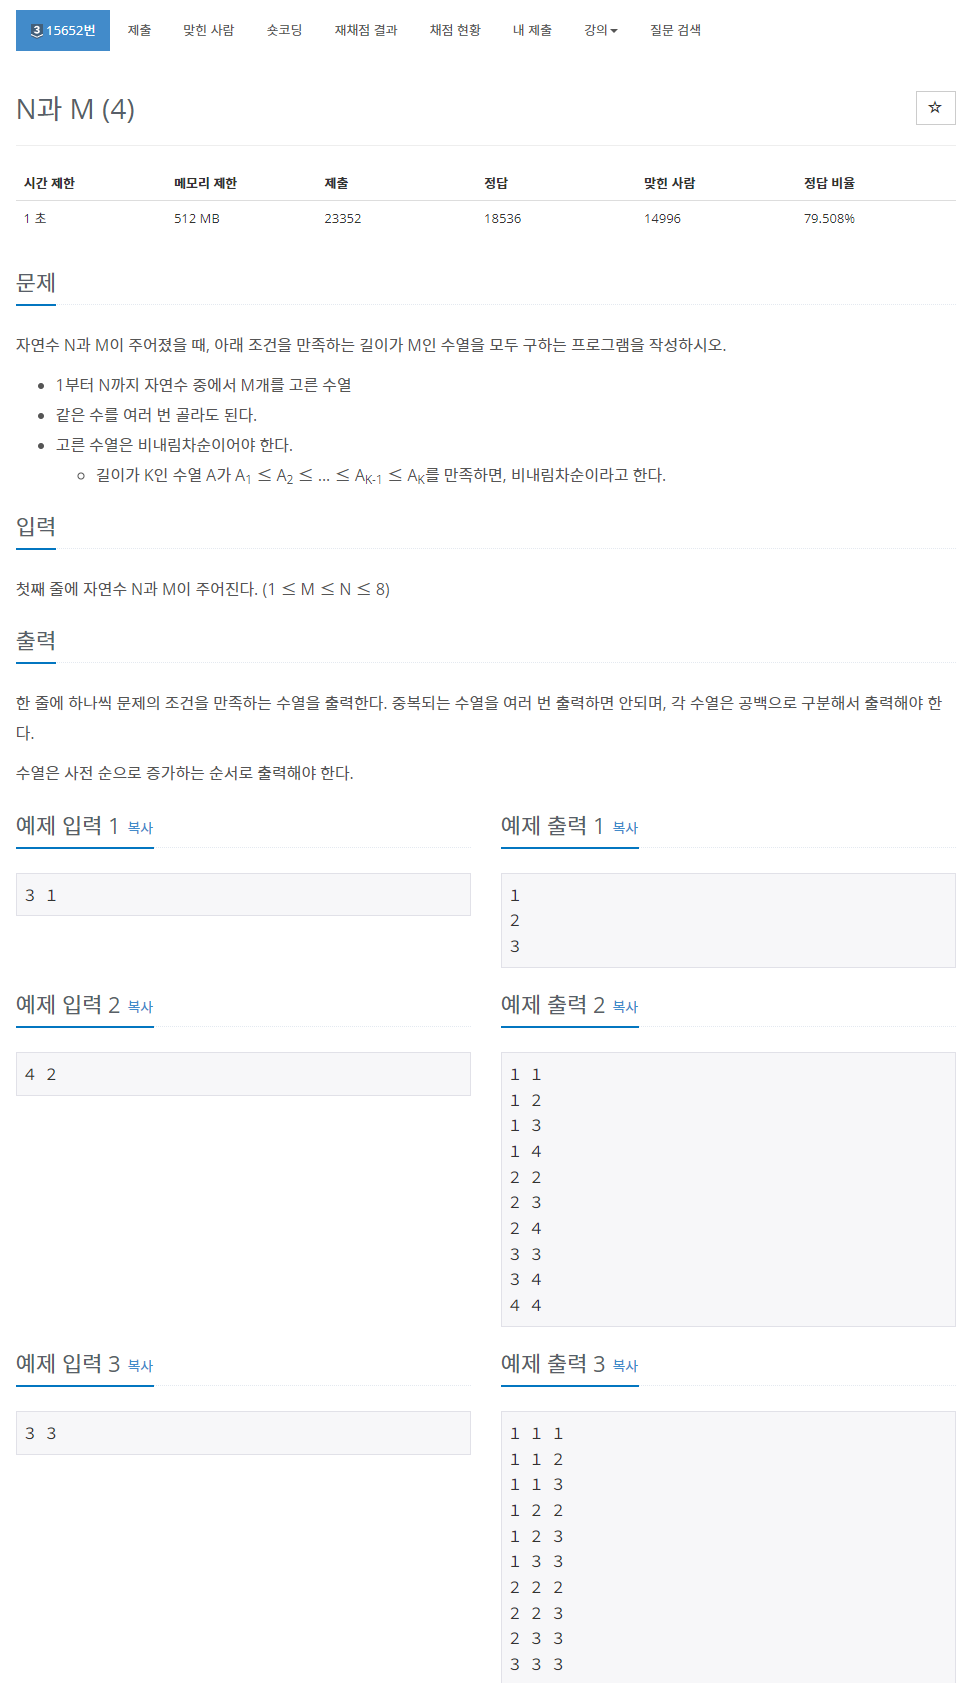 3 15652번 제출 맞힌 사람 숏코딩 재채점 결과 채점 현황 내 제출 강의 질문 검색
N과 M (4)
시간 제한 메모리 제한 제출 정답 맞힌 사람 정답 비율
1 초 512 MB 23352 18536 14996 79.508%
문제
자연수 N과 M이 주어졌을 때, 아래 조건을 만족하는 길이가 M인 수열을 모두 구하는 프로그램을 작성하시오.
• 1부터 N까지 자연수 중에서 M개를 고른 수열
• 같은 수를 여러 번 골라도 된다.
• 고른 수열은 비내림차순이어야 한다.
◦ 길이가 K인 수열 A가 A1 ≤ A2 ≤ ... ≤ AK-1 ≤ AK를 만족하면, 비내림차순이라고 한다.
입력
첫째 줄에 자연수 N과 M이 주어진다. (1 ≤ M ≤ N ≤ 8)
출력
한 줄에 하나씩 문제의 조건을 만족하는 수열을 출력한다. 중복되는 수열을 여러 번 출력하면 안되며, 각 수열은 공백으로 구분해서 출력해야 한
다.
수열은 사전 순으로 증가하는 순서로 출력해야 한다.
예제 입력 1 복사
3 1
예제 출력 1 복사
1
2
3
예제 입력 2 복사
4 2
예제 출력 2 복사
1 1
1 2
1 3
1 4
2 2
2 3
2 4
3 3
3 4
4 4
예제 입력 3 복사
3 3
예제 출력 3 복사
1 1 1
1 1 2
1 1 3
1 2 2
1 2 3
1 3 3
2 2 2
2 2 3
2 3 3
3 3 3